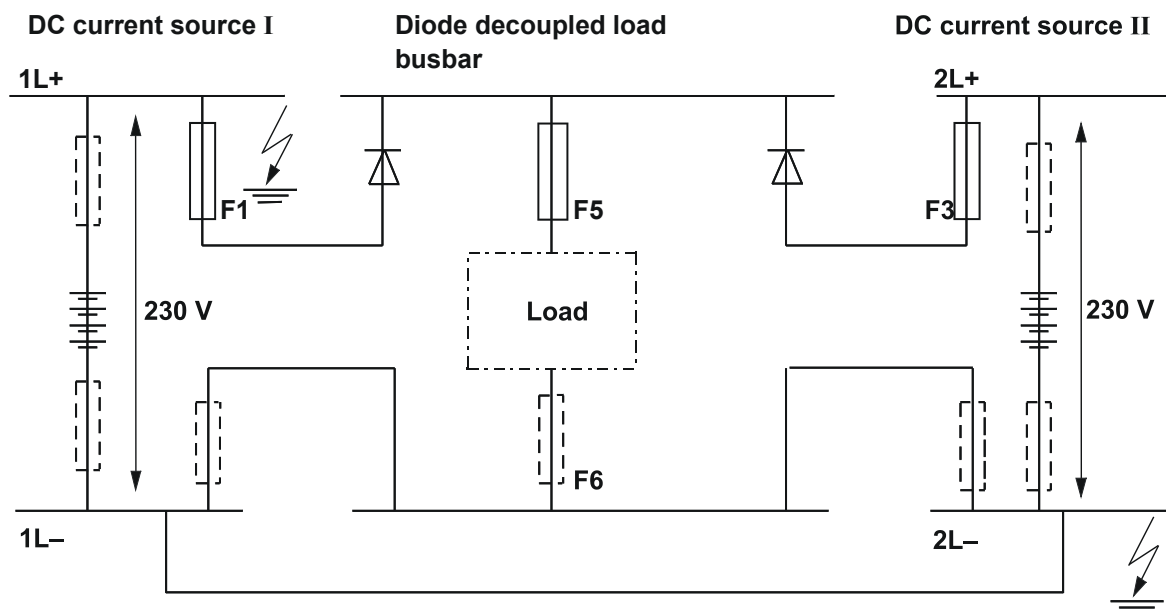 DC current source I
Diode decoupled load
busbar
DC current source II
1L+
2L+
F1
F5
F3
230 V
Load
230 V
F6
1L–
2L–